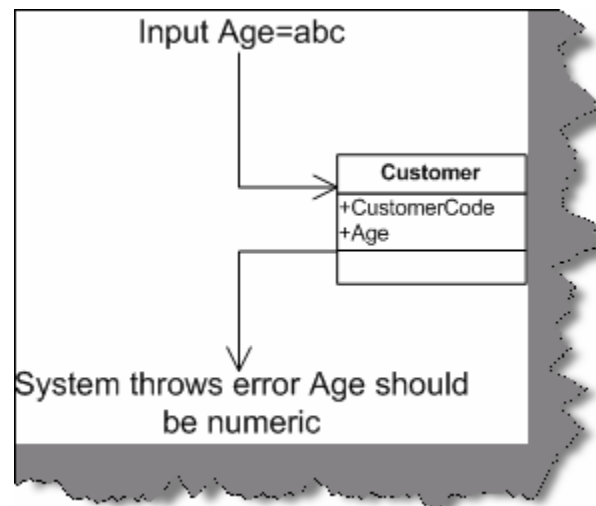 Input Age=abc
Customer
+CustomerCode
+Age
System throws error Age should
be numeric